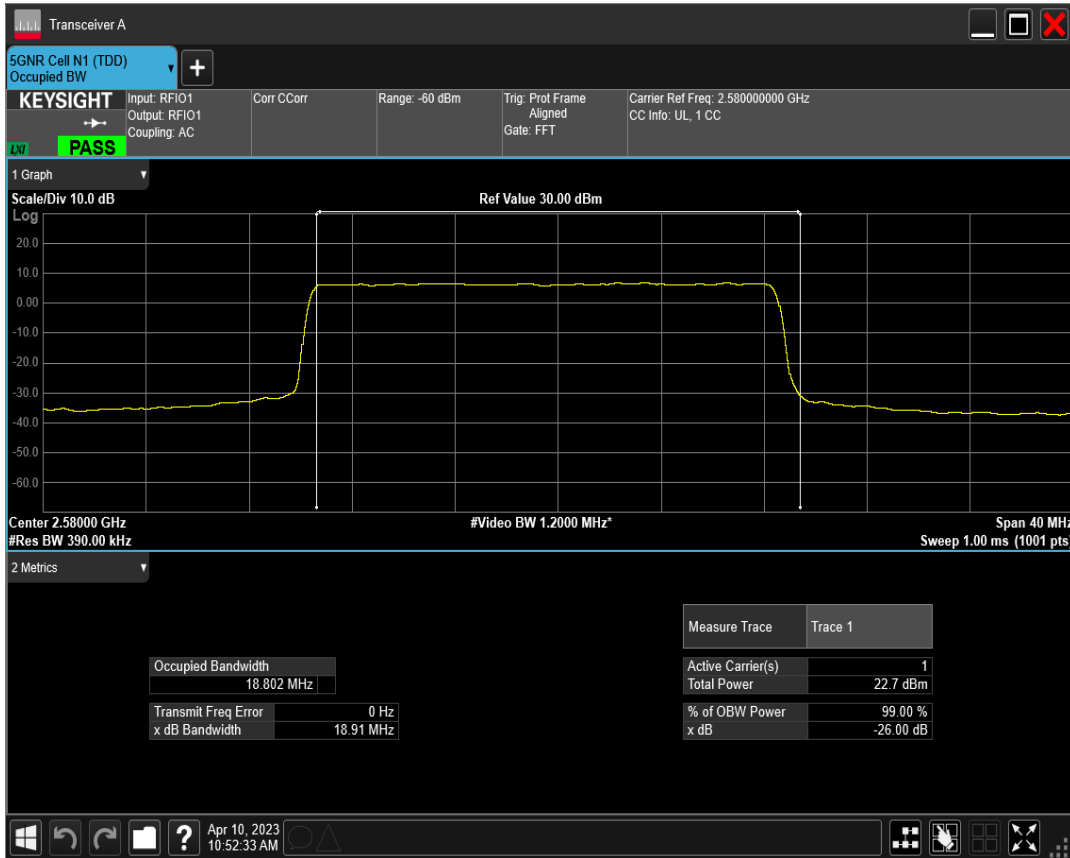 Transceiver A
5GNR Cell N1 (TDD)
Occupied BW
+
KEYSIGHT
LXI
PASS
Input: RFIO1
Output: RFIO1
Coupling: AC
Corr CCorr
Range: -60 dBm
Trig: Prot Frame
Aligned
Gate: FFT
Carrier Ref Freq: 2.580000000 GHz
CC Info: UL, 1 CC
1 Graph
Scale/Div 10.0 dB
Ref Value 30.00 dBm
Log
20.0
10.0
0.00
-10.0
-20.0
-30.0
-40.0
-50.0
-60.0
Center 2.58000 GHz
#Video BW 1.2000 MHz*
Span 40 MHz
#Res BW 390.00 kHz
Sweep 1.00 ms (1001 pts)
2 Metrics
Measure Trace Trace 1
Occupied Bandwidth
18.802 MHz
Active Carrier(s) 1
Total Power 22.7 dBm
Transmit Freq Error 0 Hz
x dB Bandwidth 18.91 MHz
% of OBW Power 99.00 %
x dB -26.00 dB
?
Apr 10, 2023
10:52:33 AM